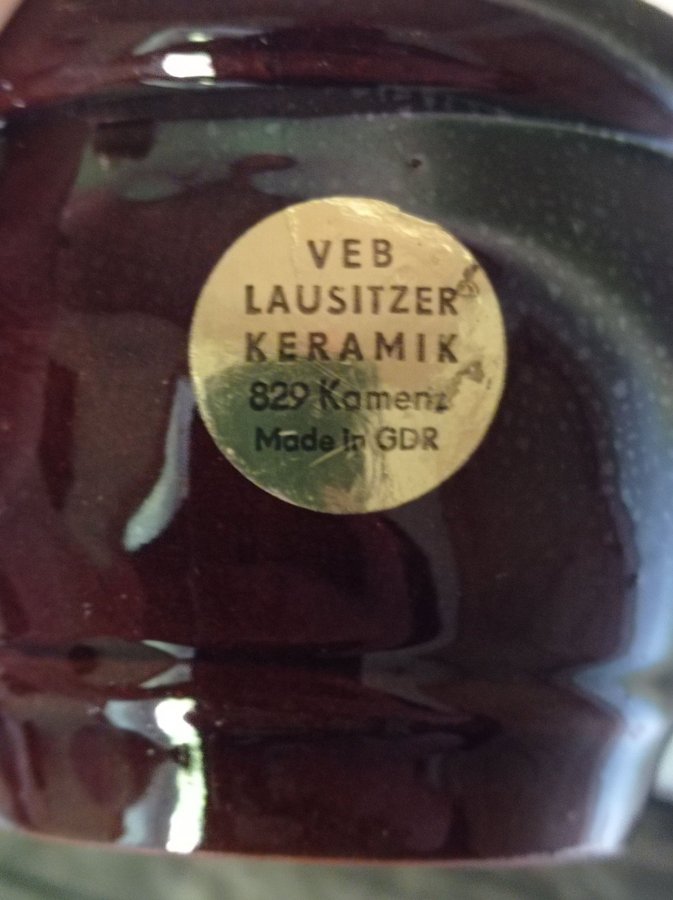 VEB
LAUSITZER
KERAMIK
829 Kamenz
Made in GDR